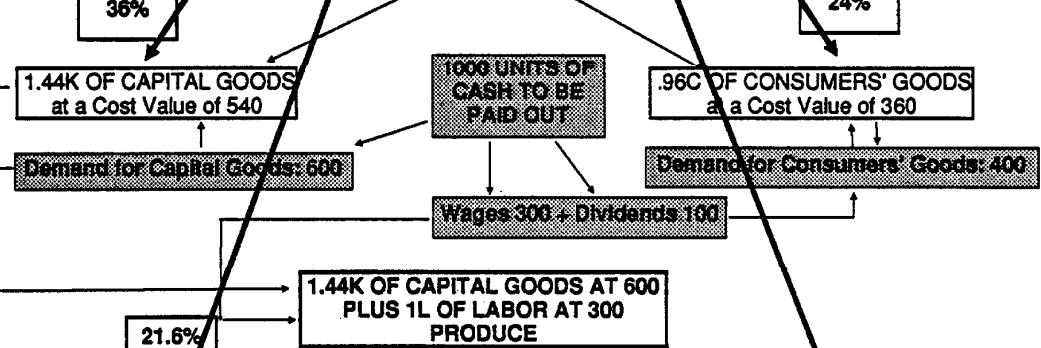 36%
24%
1.44K OF CAPITAL GOODS
at a Cost Value of 540
1000 UNITS OF
CASH TO BE
PAID OUT
.96C OF CONSUMERS' GOODS
at a Cost Value of 360
Demand for Capital Goods: 600
Demand for Consumers' Goods: 400
Wages 300 + Dividends 100
1.44K OF CAPITAL GOODS AT 600
PLUS 1L OF LABOR AT 300
PRODUCE
21.6%